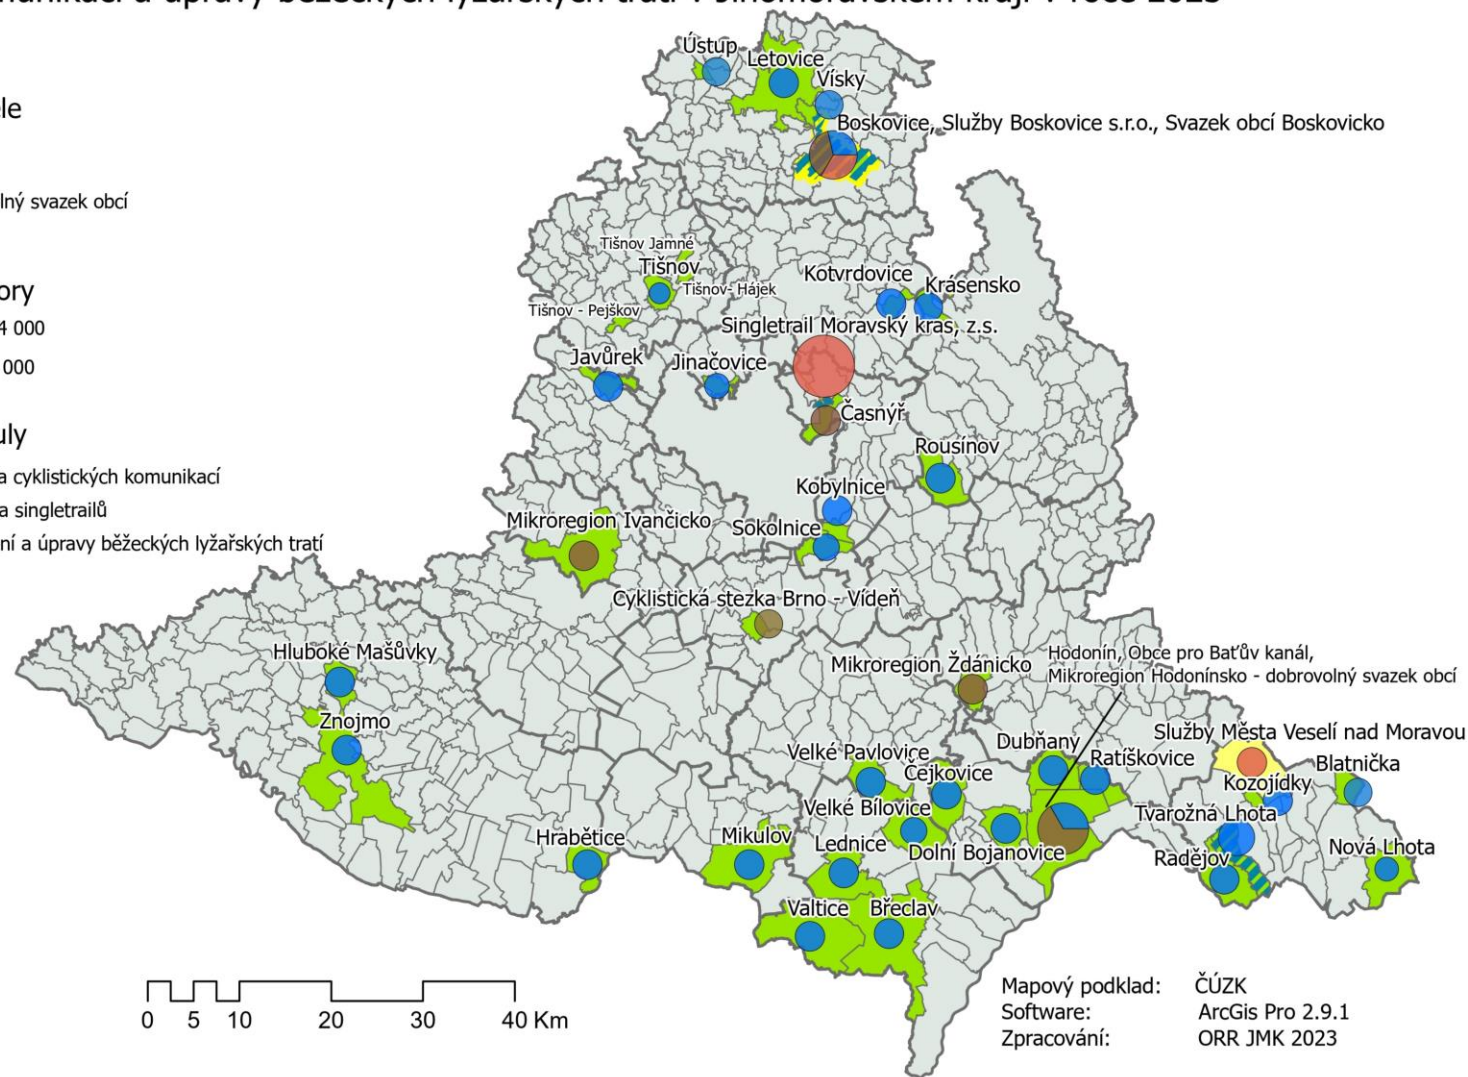 munikací a úpravy běžeckých lyžařských tratí v Jihomoravském kraji v roce 2023
ele
lný svazek obcí
ory
4 000
000
uly
a cyklistických komunikací
a singletrailů
ní a úpravy běžeckých lyžařských tratí
Ústup
Letovice
Vísky
Boskovice, Služby Boskovice s.r.o., Svazek obcí Boskovicko
Tišnov Jamné
Tišnov
Tišnov- Hájek
Tišnov - Pejškov
Kotvrdovice
Krásensko
Singletrail Moravský kras, z.s.
Javůrek
Jinačovice
Časnýř
Rousínov
Kobylnice
Mikroregion Ivančicko
Sokolnice
Cyklistická stezka Brno - Vídeň
Hluboké Mašůvky
Mikroregion Ždánicko
Hodonín, Obce pro Baťův kanál,
Mikroregion Hodonínsko - dobrovolný svazek obcí
Znojmo
Služby Města Veselí nad Moravou
Dubňany
Ratíškovice
Velké Pavlovice
Čejkovice
Blatnička
Kozojídky
Velké Bílovice
Tvarožná Lhota
Hrabětice
Mikulov
Lednice
Dolní Bojanovice
Radějov
Nová Lhota
Valtice
Břeclav
0 5 10 20 30 40 Km
Mapový podklad: ČÚZK
Software: ArcGis Pro 2.9.1
Zpracování: ORR JMK 2023